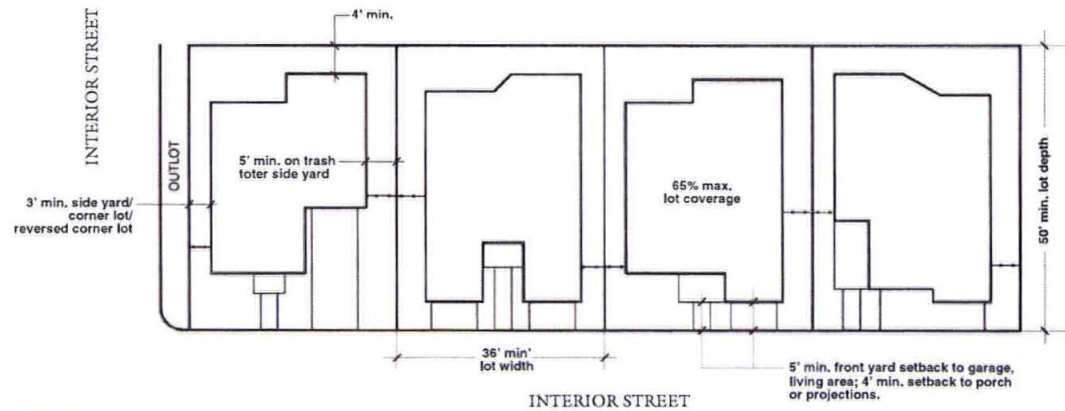 INTERIOR STREET
4' min.
OUTLOT
5' min. on trash
toter side yard
3' min. side yard/
corner lot/
reversed corner lot
65% max.
lot coverage
50' min. lot depth
36' min'
lot width
5' min. front yard setback to garage,
living area; 4' min. setback to porch
or projections.
INTERIOR STREET